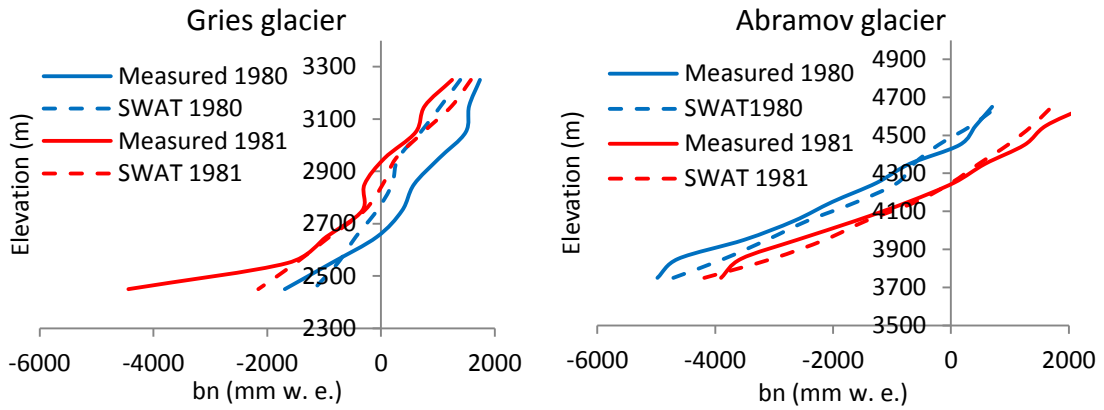 Gries glacier
Measured 1980
SWAT 1980
Measured 1981
SWAT 1981
Elevation (m)
3300
3100
2900
2700
2500
2300
-6000 -4000 -2000 0 2000
bn (mm w. e.)
Abramov glacier
Measured 1980
SWAT1980
Measured 1981
SWAT 1981
Elevation (m)
4900
4700
4500
4300
4100
3900
3700
3500
-6000 -4000 -2000 0 2000
bn (mm w. e.)